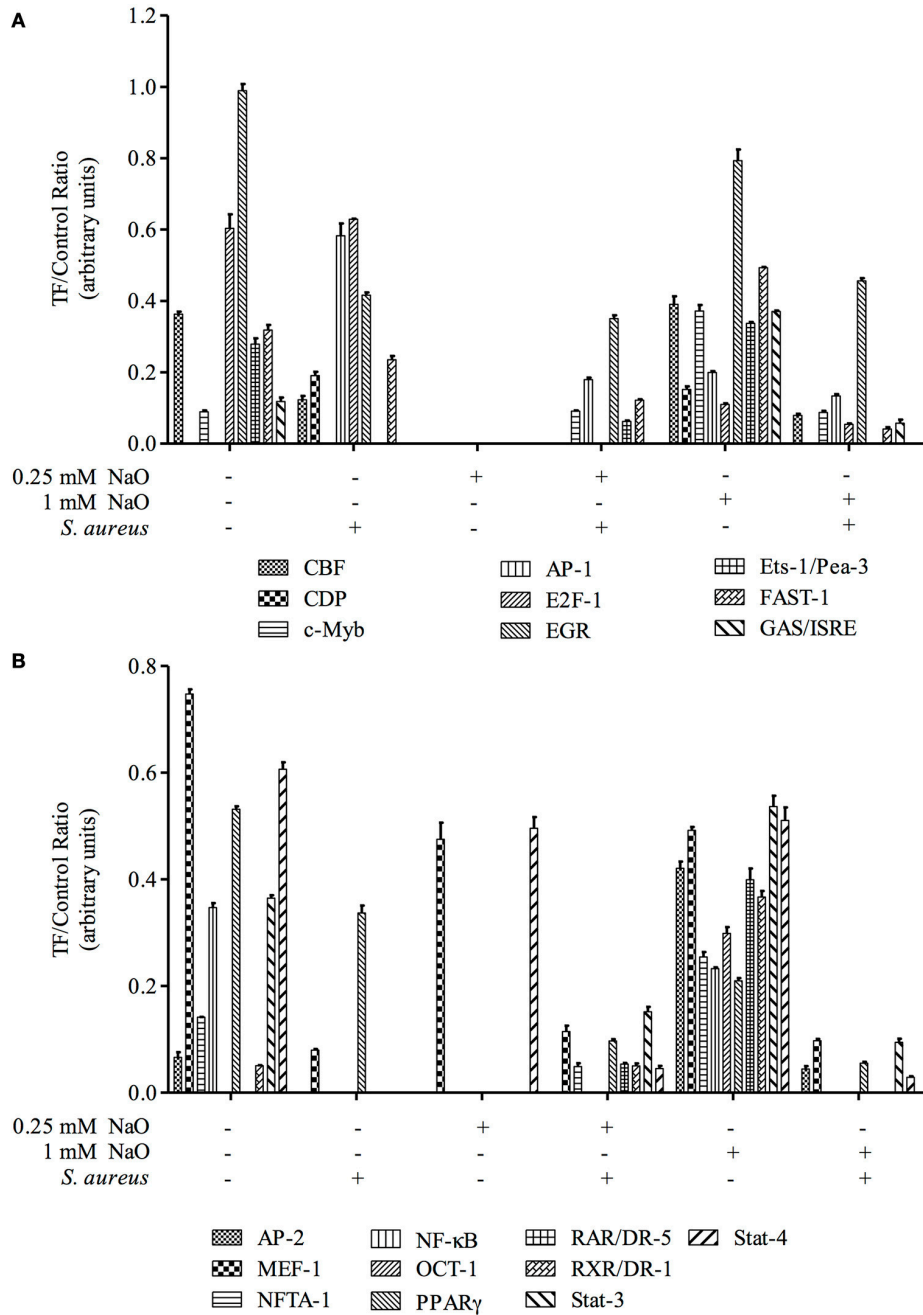 A
1.2
1.0
0.8
0.6
0.4
0.2
0.0
TF/Control Ratio
(arbitrary units)
0.25 mM NaO - - + + - -
1 mM NaO - - - - + +
S. aureus - + - + - +
CBF AP-1 Ets-1/Pea-3
CDP E2F-1 FAST-1
c-Myb EGR GAS/ISRE
B
0.8
0.6
0.4
0.2
0.0
TF/Control Ratio
(arbitrary units)
0.25 mM NaO - - + + - -
1 mM NaO - - - - + +
S. aureus - + - + - +
AP-2 NF-κB RAR/DR-5 Stat-4
MEF-1 OCT-1 RXR/DR-1
NFTA-1 PPARγ Stat-3